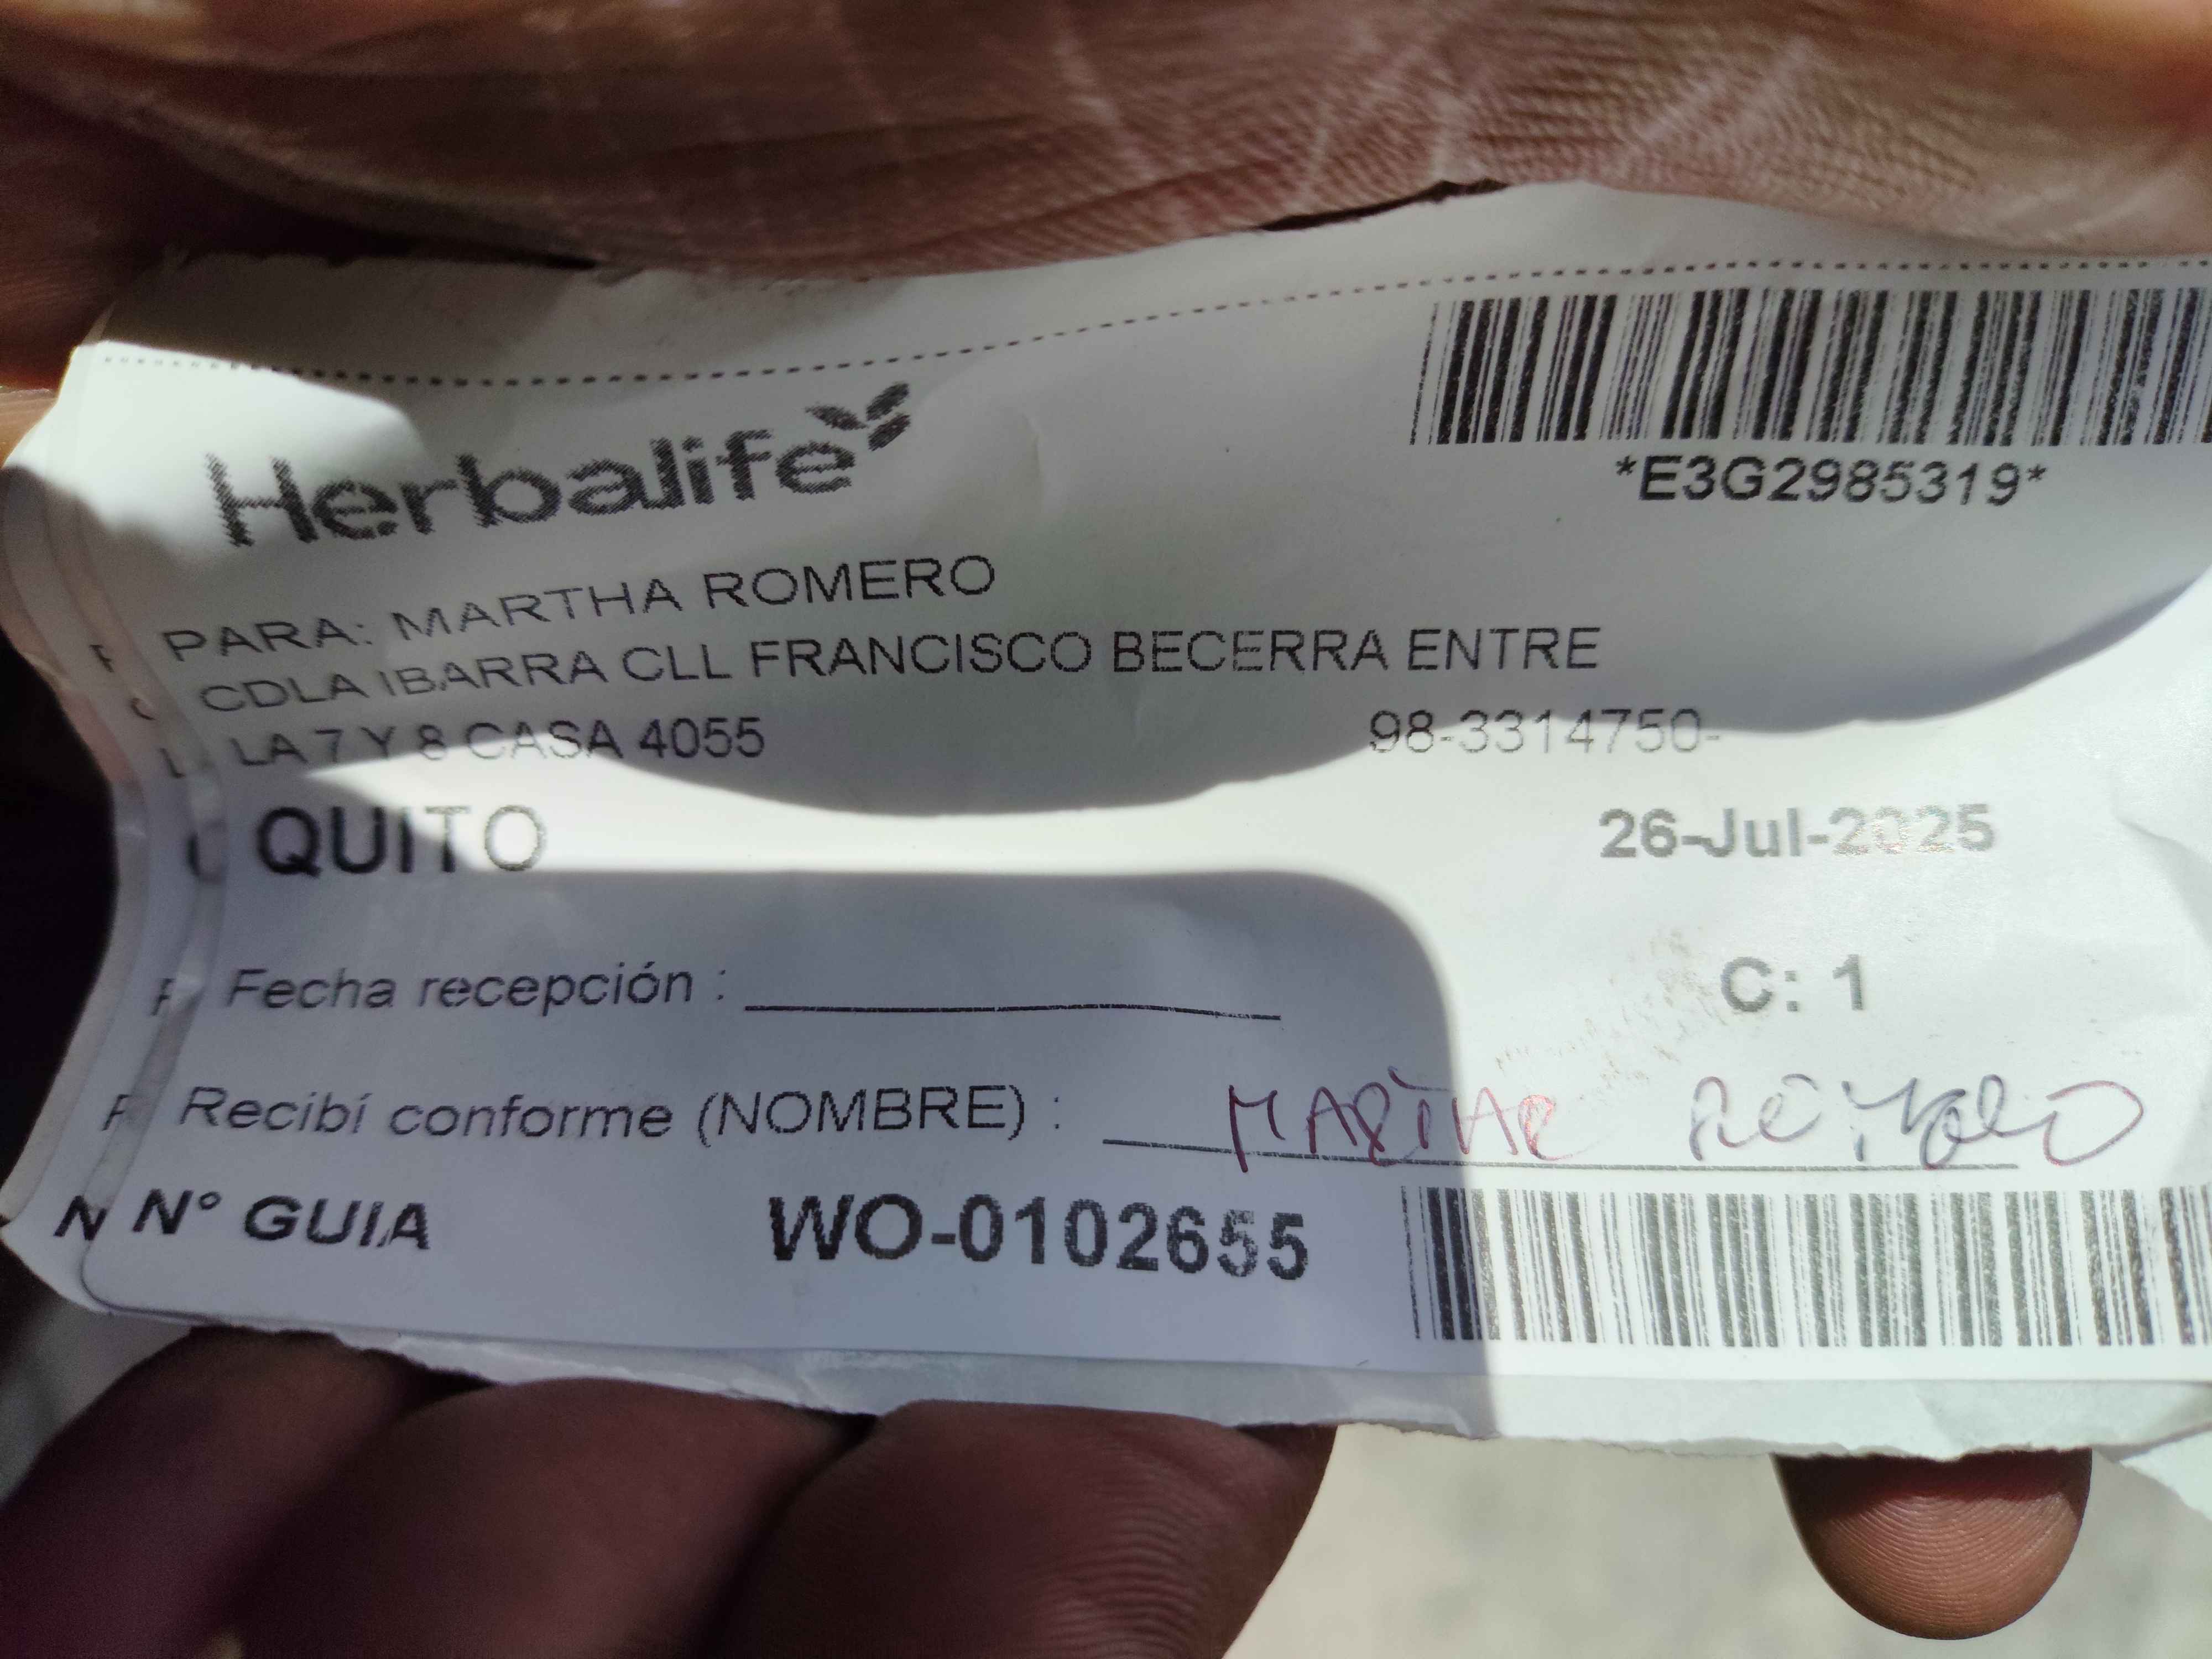 Herbalife
*E3G2985319*
PARA: MARTHA ROMERO
CDLA IBARRA CLL FRANCISCO BECERRA ENTRE
LA 7 Y 8 CASA 4055 98-3314750-
QUITO 26-Jul-2025
Fecha recepción : C: 1
Recibí conforme (NOMBRE) :
N° GUIA WO-0102655